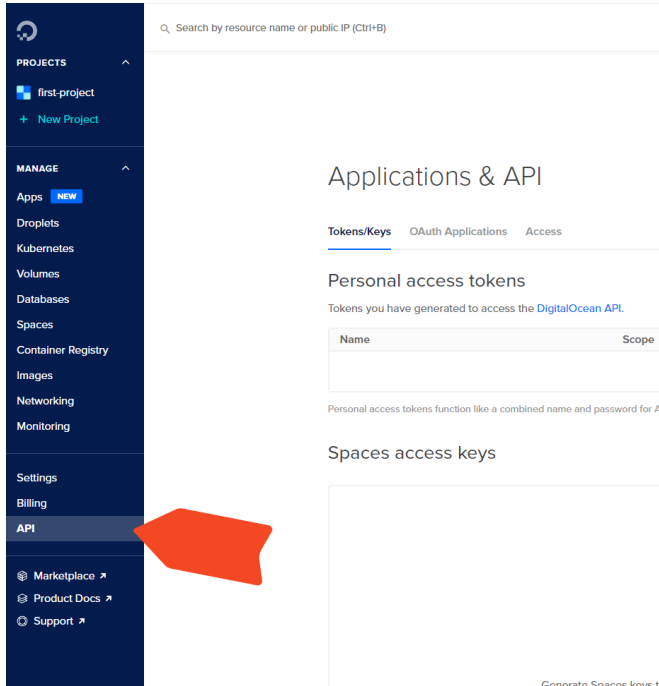 Search by resource name or public IP (Ctrl+B)
PROJECTS
first-project
+ New Project
MANAGE
Apps NEW
Droplets
Kubernetes
Volumes
Databases
Spaces
Container Registry
Images
Networking
Monitoring
Settings
Billing
API
Marketplace
Product Docs
Support
Applications & API
Tokens/Keys OAuth Applications Access
Personal access tokens
Tokens you have generated to access the DigitalOcean API.
Name Scope
Personal access tokens function like a combined name and password for
Spaces access keys
Generate Spaces keys